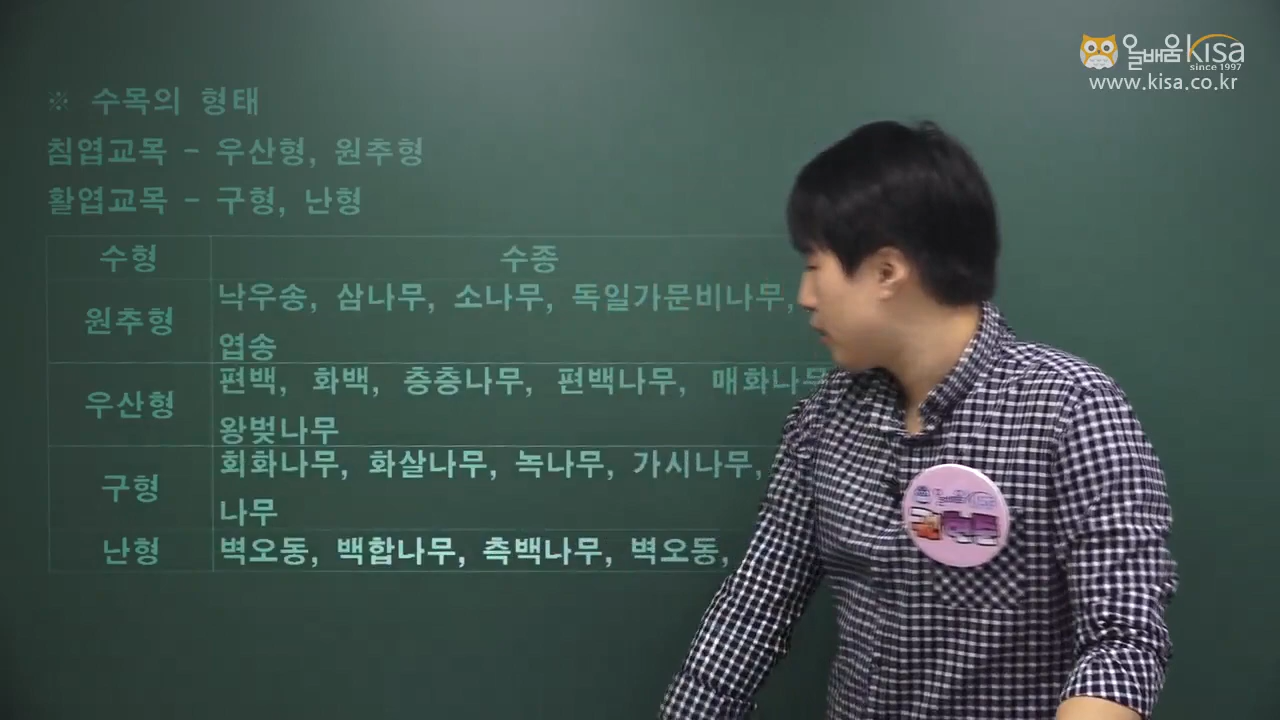 올배움kisa
since 1997
www.kisa.co.kr
※ 수목의 형태
침엽교목 - 우산형, 원추형
활엽교목 - 구형, 난형
수형 수종
원추형 낙우송, 삼나무, 소나무, 독일가문비나무,
엽송
우산형 편백, 화백, 층층나무, 편백나무, 매화나무
왕벚나무
구형 회화나무, 화살나무, 녹나무, 가시나무,
나무
난형 벽오동, 백합나무, 측백나무, 벽오동,